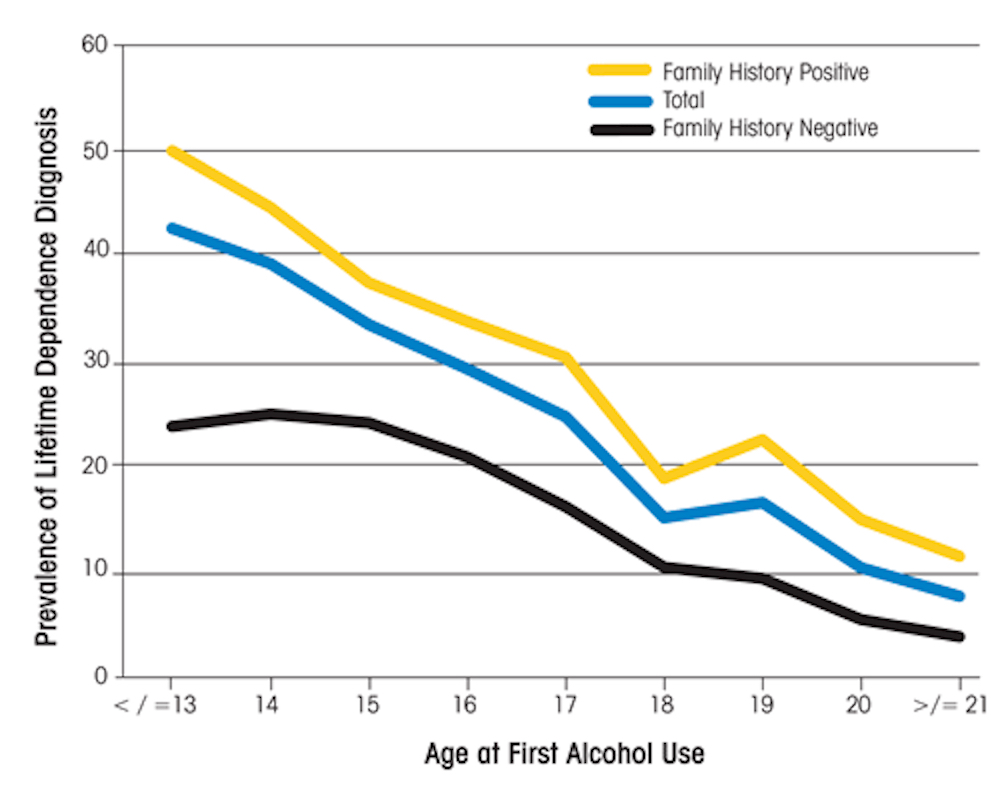 60
50
40
30
20
10
0
Prevalence of Lifetime Dependence Diagnosis
Family History Positive
Total
Family History Negative
< / =13 14 15 16 17 18 19 20 >/= 21
Age at First Alcohol Use